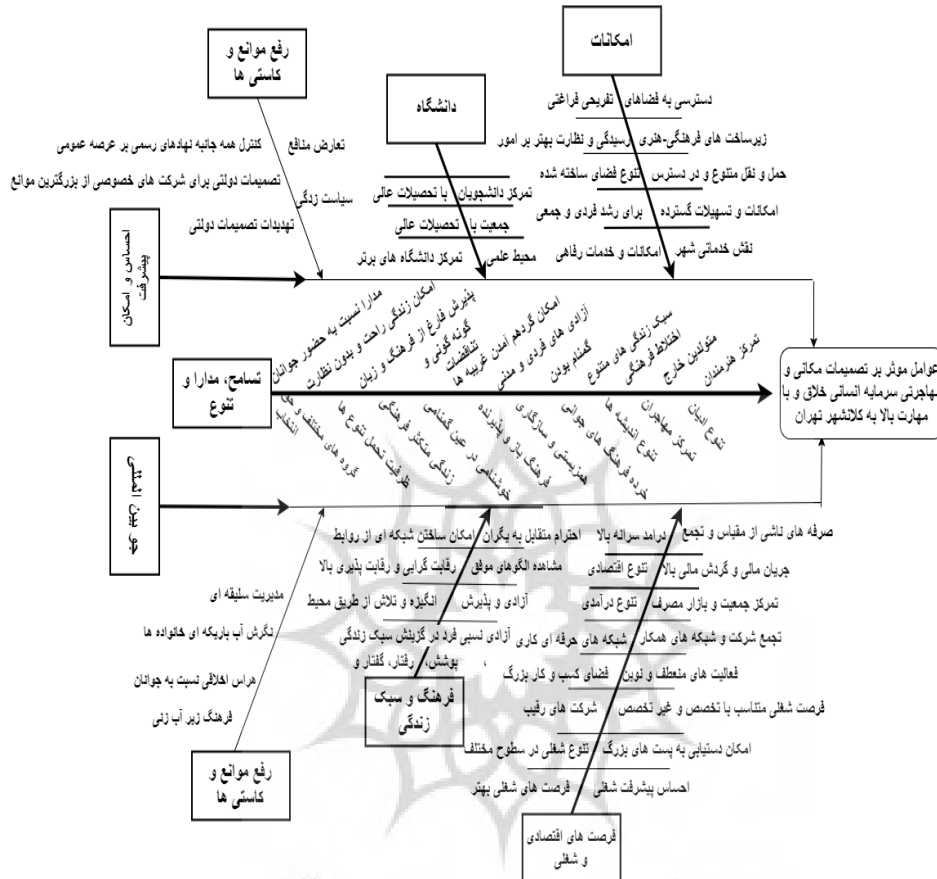 امکانات
رفع موانع و
کاستی ها
دانشگاه
دسترسی به فضاهای تفریحی فراغتی
زیرساخت های فرهنگی-هنری رسیدگی و نظارت بهتر بر امور
حمل و نقل متنوع و در دسترس تنوع فضای ساخته شده
امکانات و تسهیلات گسترده برای رشد فردی و جمعی
نقش خدماتی شهر امکانات و خدمات رفاهی
تمرکز دانشجویان با تحصیلات عالی
جمعیت با تحصیلات عالی
محیط علمی تمرکز دانشگاه های برتر
تعارض منافع کنترل همه جانبه نهادهای رسمی بر عرصه عمومی
سیاست زدگی تصمیمات دولتی برای شرکت های خصوصی از بزرگترین موانع
تهدیدات تصمیمات دولتی
احساس و امکان
پیشرفت
تسامح، مدارا و
تنوع
جو بین المللی
عوامل موثر بر تصمیمات مکانی و
مهاجرتی سرمایه انسانی خلاق و با
مهارت بالا به کلانشهر تهران
تمرکز هنرمندان
متولدین خارج
اختلاط فرهنگی
سبک زندگی های متنوع
گمنام بودن
آزادی های فردی و مدنی
امکان گردهم آمدن غریبه ها
گونه گونی و
تناقضات
پذیرش فارغ از فرهنگ و زبان
امکان زندگی راحت و بدون نظارت
مدارا نسبت به حضور جوانان
تنوع ادیان
تمرکز مهاجران
تنوع اندیشه ها
خرده فرهنگ های جوانی
همزیستی و سازگاری
فرهنگ باز و پذیرنده
خوشنامی در عین گمنامی
زندگی متکثر فرهنگی
ظرفیت تحمل تنوع ها
گروه های مختلف و حق
انتخاب
صرفه های ناشی از مقیاس و تجمع درامد سرانه بالا
جریان مالی و گردش مالی بالا تنوع اقتصادی
تمرکز جمعیت و بازار مصرف تنوع درآمدی
تجمع شرکت و شبکه های همکار شبکه های حرفه ای کاری
فعالیت های منعطف و نوین فضای کسب و کار بزرگ
فرصت شغلی متناسب با تخصص و غیر تخصص شرکت های رقیب
امکان دستیابی به پست های بزرگ تنوع شغلی در سطوح مختلف
احساس پیشرفت شغلی فرصت های شغلی بهتر
فرصت های اقتصادی
و شغلی
احترام متقابل به یگران امکان ساختن شبکه ای از روابط
مشاهده الگوهای موفق رقابت گرایی و رقابت پذیری بالا
آزادی و پذیرش انگیزه و تلاش از طریق محیط
آزادی نسبی فرد در گزینش سبک زندگی
، پوشش، رفتار، گفتار و
فرهنگ و سبک
زندگی
مدیریت سلیقه ای
نگرش آب باریکه ای خانواده ها
هراس اخلاقی نسبت به جوانان
فرهنگ زیر آب زنی
رفع موانع و
کاستی ها